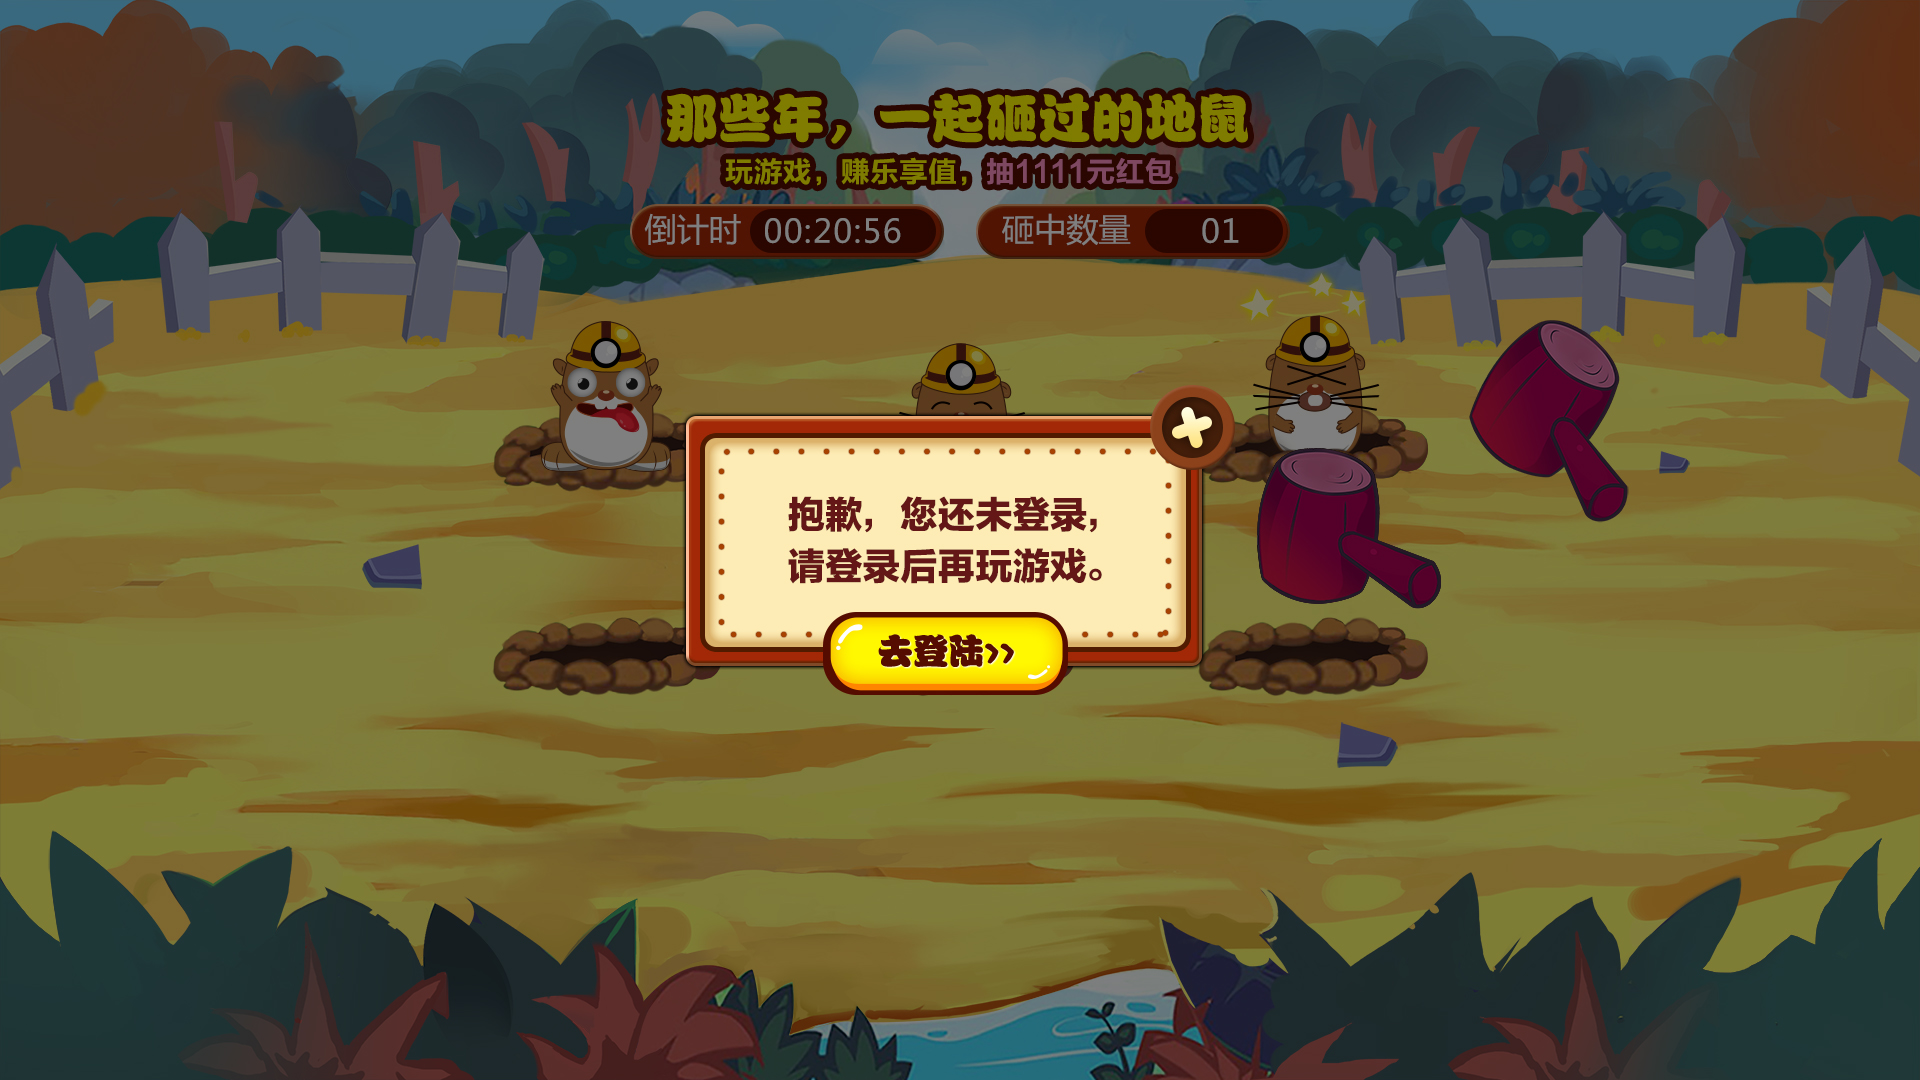 那些年，一起砸过的地鼠
玩游戏，赚乐享值，抽1111元红包
倒计时 00:20:56
砸中数量 01
抱歉，您还未登录，
请登录后再玩游戏。
去登陆>>